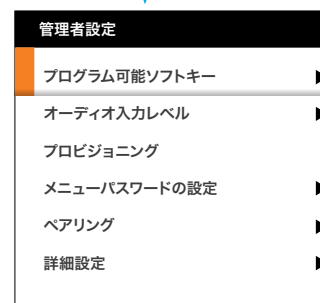 管理者設定
プログラム可能ソフトキー
オーディオ入力レベル
プロビジョニング
メニューパスワードの設定
ペアリング
詳細設定